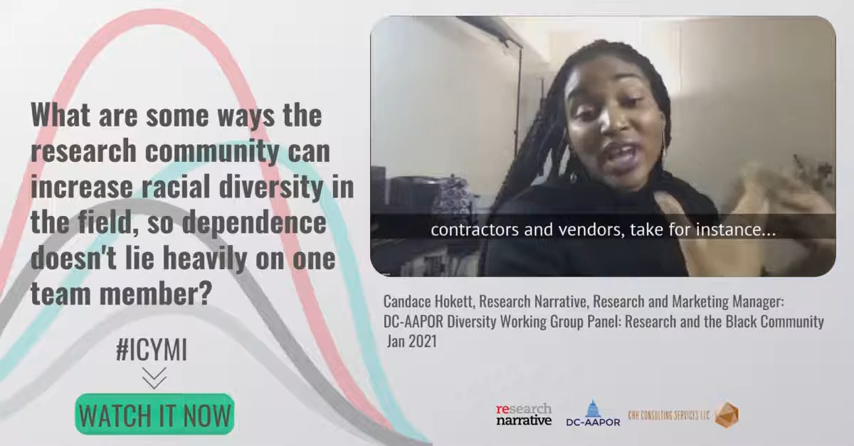 What are some ways the
research community can
increase racial diversity in
the field, so dependence
doesn't lie heavily on one
team member?
#ICYMI
WATCH IT NOW
contractors and vendors, take for instance...
Candace Hokett, Research Narrative, Research and Marketing Manager:
DC-AAPOR Diversity Working Group Panel: Research and the Black Community
Jan 2021
research
narrative
DC-AAPOR
CHH CONSULTING SERVICES LLC